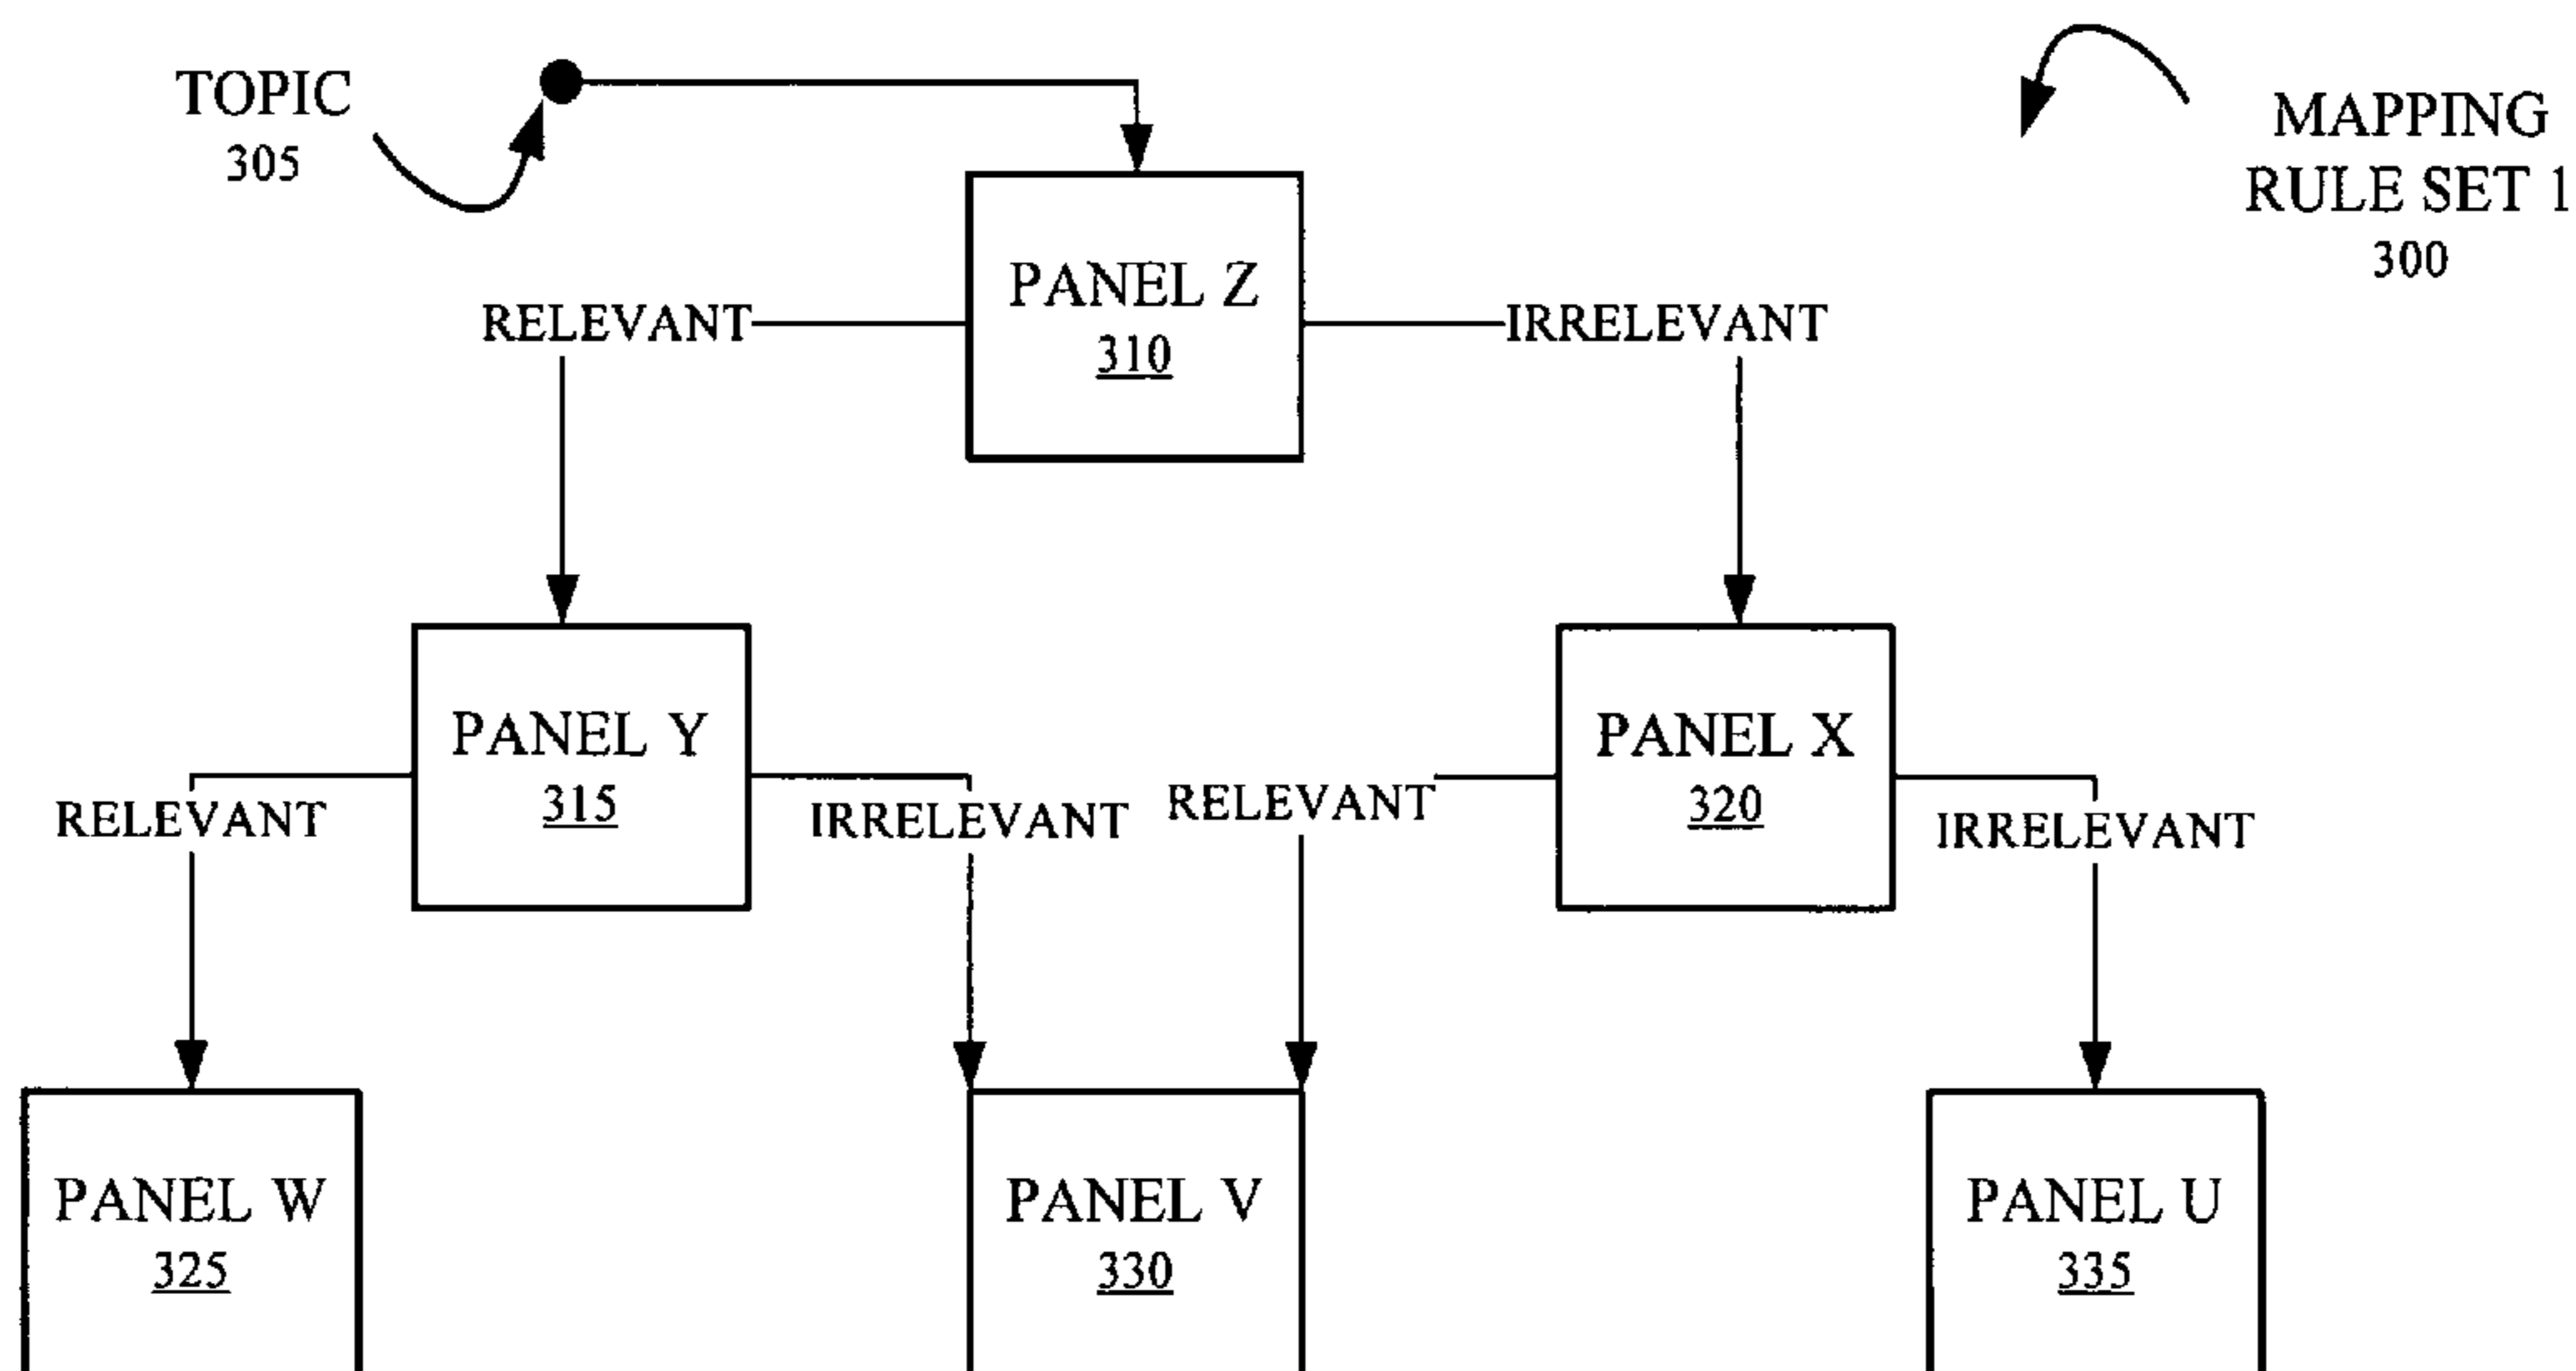 TOPIC
305
MAPPING
RULE SET 1
300
PANEL Z
310
RELEVANT
IRRELEVANT
PANEL Y
315
PANEL X
320
RELEVANT
IRRELEVANT
RELEVANT
IRRELEVANT
PANEL W
325
PANEL V
330
PANEL U
335